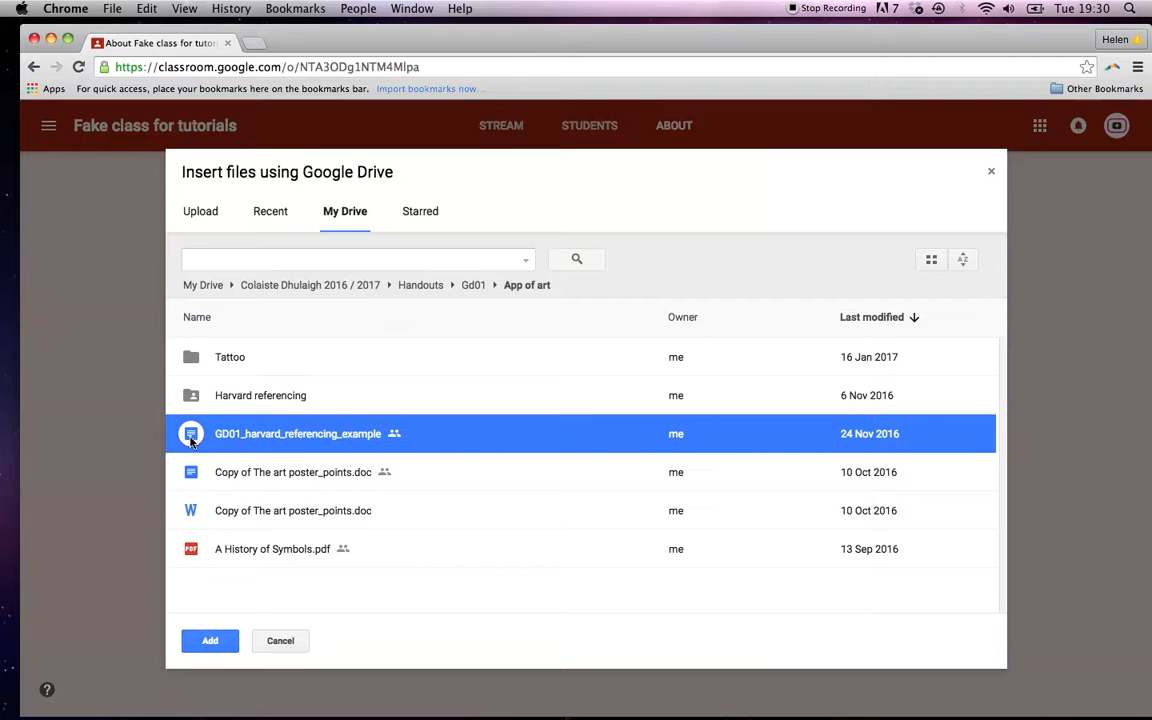 Chrome File Edit View History Bookmarks People Window Help Stop Recording 7 Tue 19:30
About Fake class for tutori Helen
https://classroom.google.com/o/NTA3ODg1NTM4Mlpa
Apps For quick access, place your bookmarks here on the bookmarks bar. Import bookmarks now... Other Bookmarks
Fake class for tutorials STREAM STUDENTS ABOUT
Insert files using Google Drive ×
Upload Recent My Drive Starred
AZ
My Drive Colaiste Dhulaigh 2016 / 2017 Handouts Gd01 App of art
Name Owner Last modified
Tattoo me 16 Jan 2017
Harvard referencing me 6 Nov 2016
GD01_harvard_referencing_example me 24 Nov 2016
Copy of The art poster_points.doc me 10 Oct 2016
W Copy of The art poster_points.doc me 10 Oct 2016
PDF A History of Symbols.pdf me 13 Sep 2016
Add Cancel
?